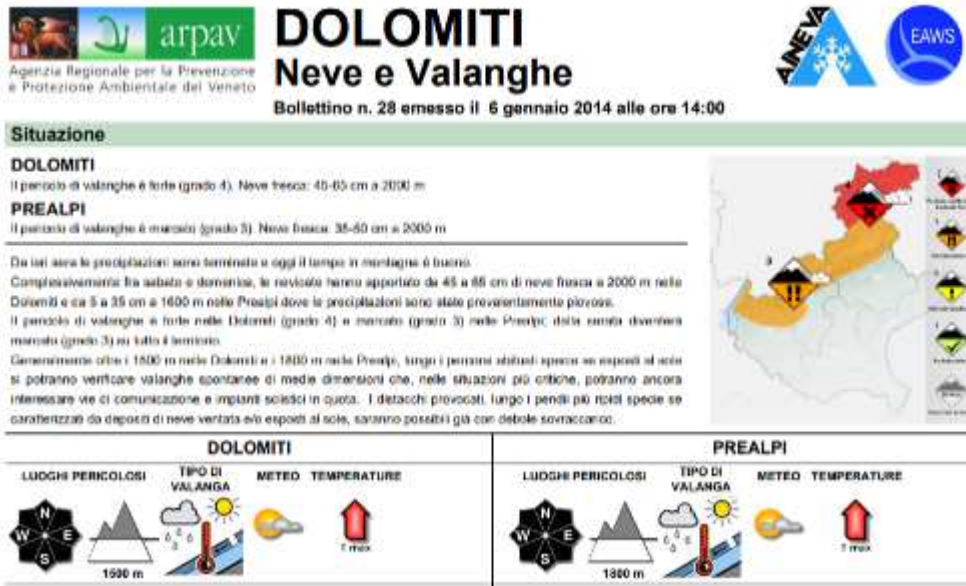 arpav
Agenzia Regionale per la Prevenzione
e Protezione Ambientale del Veneto
DOLOMITI
Neve e Valanghe
Bollettino n. 28 emesso il 6 gennaio 2014 alle ore 14:00
AINEVA
EAWS
Situazione
DOLOMITI
Il pericolo di valanghe è forte (grado 4). Neve fresca: 45-65 cm a 2000 m
PREALPI
Il pericolo di valanghe è marcato (grado 3). Neve fresca: 35-50 cm a 2000 m
Da ieri sera le precipitazioni sono terminate e oggi il tempo in montagna è buono.
Complessivamente fra sabato e domenica, le nevicate hanno apportato da 45 a 65 cm di neve fresca a 2000 m nelle
Dolomiti e ca 5 a 35 cm a 1600 m nelle Prealpi dove le precipitazioni sono state prevalentemente piovose.
Il pericolo di valanghe è forte nelle Dolomiti (grado 4) e marcato (grado 3) nelle Prealpi; dalla serata diventerà
marcato (grado 3) su tutto il territorio.
Generalmente oltre i 1500 m nelle Dolomiti e i 1800 m nelle Prealpi, lungo i percorsi abituali specie se esposti al sole
si potranno verificare valanghe spontanee di medie dimensioni che, nelle situazioni più critiche, potranno ancora
interessare vie di comunicazione e impianti sciistici in quota. I distacchi provocati, lungo i pendii più ripidi specie se
caratterizzati da depositi di neve ventata e/o esposti al sole, saranno possibili già con debole sovraccarico.
4
3
DOLOMITI
LUOGHI PERICOLOSI
TIPO DI VALANGA
METEO
TEMPERATURE
N
W E
S
1500 m
T max
PREALPI
LUOGHI PERICOLOSI
TIPO DI VALANGA
METEO
TEMPERATURE
N
W E
S
1800 m
T max